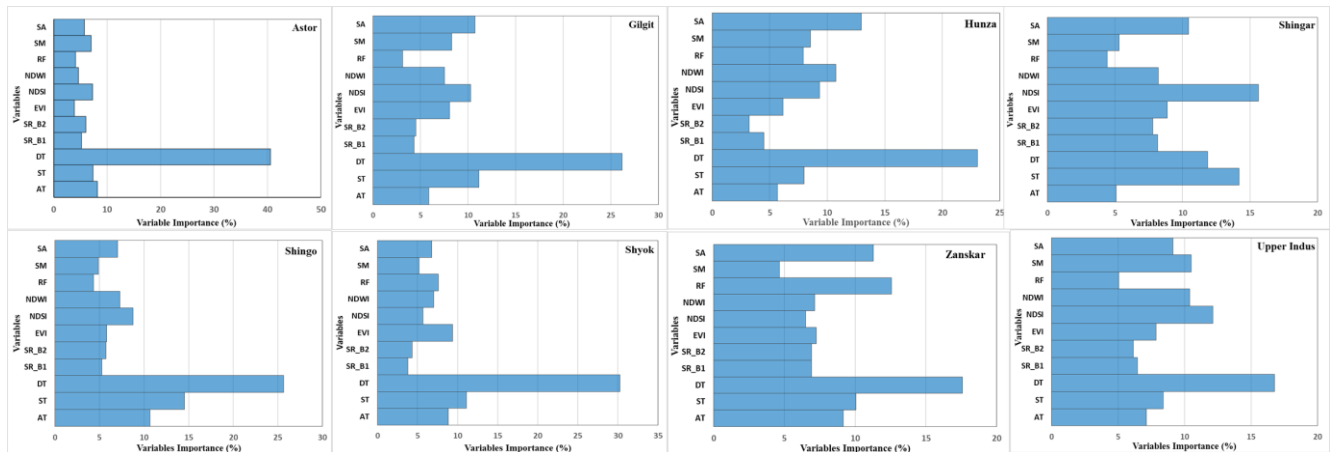 Astor
Variables
SA
SM
RF
NDWI
NDSI
EVI
SR_B2
SR_B1
DT
ST
AT
0 10 20 30 40 50
Variable Importance (%)
Gilgit
Variables
SA
SM
RF
NDWI
NDSI
EVI
SR_B2
SR_B1
DT
ST
AT
0 5 10 15 20 25 30
Variable Importance (%)
Hunza
Variables
SA
SM
RF
NDWI
NDSI
EVI
SR_B2
SR_B1
DT
ST
AT
0 5 10 15 20 25
Variable Importance (%)
Shingar
Variables
SA
SM
RF
NDWI
NDSI
EVI
SR_B2
SR_B1
DT
ST
AT
0 5 10 15 20
Variables Importance (%)
Shingo
Variables
SA
SM
RF
NDWI
NDSI
EVI
SR_B2
SR_B1
DT
ST
AT
0 5 10 15 20 25 30
Variables Importance (%)
Shyok
Variables
SA
SM
RF
NDWI
NDSI
EVI
SR_B2
SR_B1
DT
ST
AT
0 5 10 15 20 25 30 35
Variables Importance (%)
Zanskar
Variables
SA
SM
RF
NDWI
NDSI
EVI
SR_B2
SR_B1
DT
ST
AT
0 5 10 15 20
Variables Importance (%)
Upper Indus
Variables
SA
SM
RF
NDWI
NDSI
EVI
SR_B2
SR_B1
DT
ST
AT
0 5 10 15 20
Variables Importance (%)